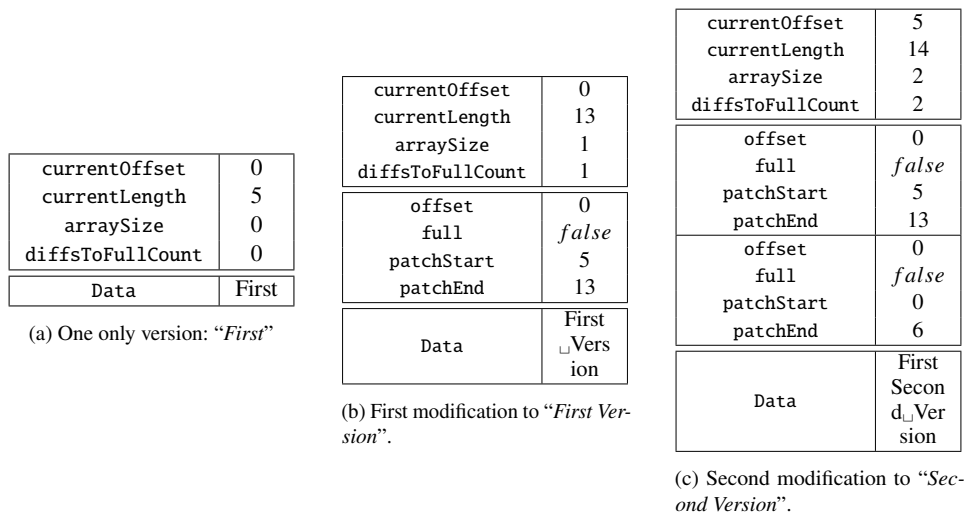 currentOffset 0
currentLength 5
arraySize 0
diffsToFullCount 0
Data First
(a) One only version: “First”
currentOffset 0
currentLength 13
arraySize 1
diffsToFullCount 1
offset 0
full false
patchStart 5
patchEnd 13
Data First
␣Vers
ion
(b) First modification to “First Ver-
sion”.
currentOffset 5
currentLength 14
arraySize 2
diffsToFullCount 2
offset 0
full false
patchStart 5
patchEnd 13
offset 0
full false
patchStart 0
patchEnd 6
Data First
Secon
d␣Ver
sion
(c) Second modification to “Sec-
ond Version”.